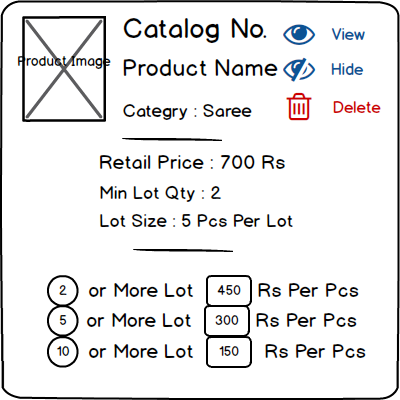 Catalog No.
View
Product Image
Product Name
Hide
Categry : Saree
Delete
Retail Price : 700 Rs
Min Lot Qty : 2
Lot Size : 5 Pcs Per Lot
2 or More Lot 450 Rs Per Pcs
5 or More Lot 300 Rs Per Pcs
10 or More Lot 150 Rs Per Pcs